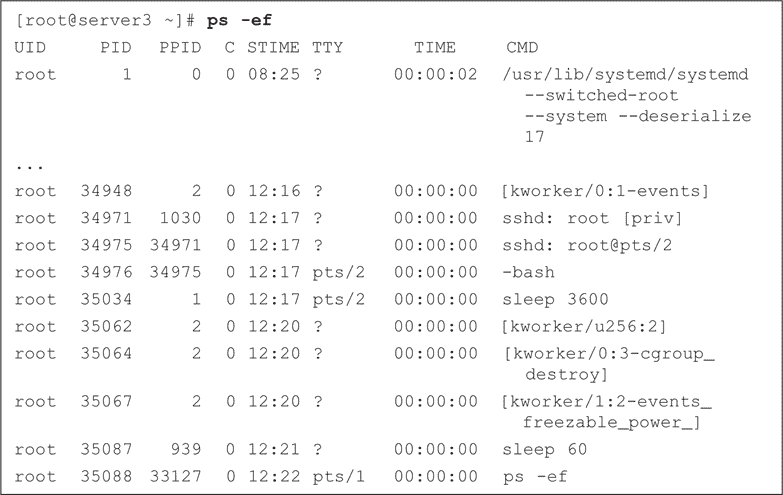 [root@server3 ~]# ps -ef
UID PID PPID C STIME TTY TIME CMD
root 1 0 0 08:25 ? 00:00:02 /usr/lib/systemd/systemd
--switched-root
--system --deserialize
17
...
root 34948 2 0 12:16 ? 00:00:00 [kworker/0:1-events]
root 34971 1030 0 12:17 ? 00:00:00 sshd: root [priv]
root 34975 34971 0 12:17 ? 00:00:00 sshd: root@pts/2
root 34976 34975 0 12:17 pts/2 00:00:00 -bash
root 35034 1 0 12:17 pts/2 00:00:00 sleep 3600
root 35062 2 0 12:20 ? 00:00:00 [kworker/u256:2]
root 35064 2 0 12:20 ? 00:00:00 [kworker/0:3-cgroup_
destroy]
root 35067 2 0 12:20 ? 00:00:00 [kworker/1:2-events_
freezable_power_]
root 35087 939 0 12:21 ? 00:00:00 sleep 60
root 35088 33127 0 12:22 pts/1 00:00:00 ps -ef